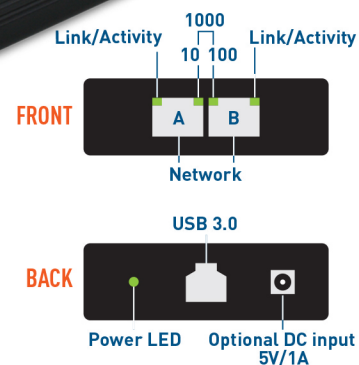 1000
Link/Activity Link/Activity
10 100
FRONT
A B
Network
USB 3.0
BACK
Power LED Optional DC input
5V/1A